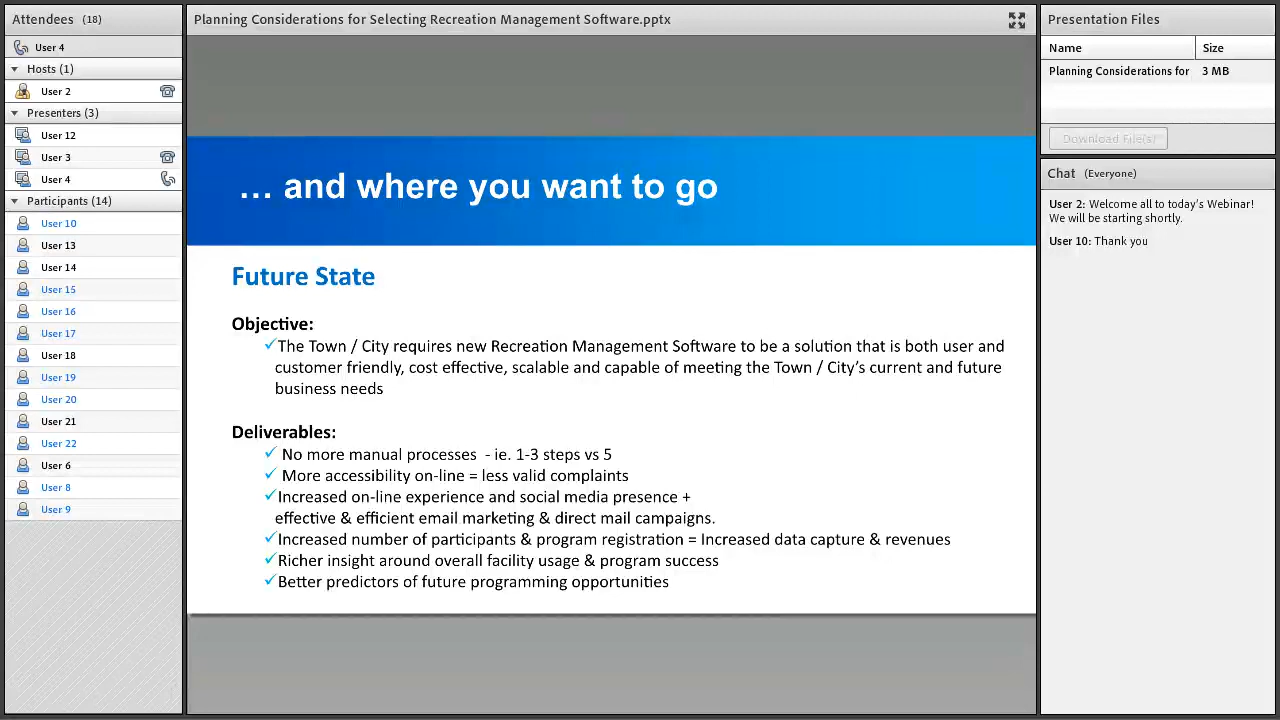 Attendees (18)
User 4
Hosts (1)
User 2
Presenters (3)
User 12
User 3
User 4
Participants (14)
User 10
User 13
User 14
User 15
User 16
User 17
User 18
User 19
User 20
User 21
User 22
User 6
User 8
User 9
Planning Considerations for Selecting Recreation Management Software.pptx
... and where you want to go
Future State
Objective:
✓The Town / City requires new Recreation Management Software to be a solution that is both user and
customer friendly, cost effective, scalable and capable of meeting the Town / City's current and future
business needs
Deliverables:
✓ No more manual processes - ie. 1-3 steps vs 5
✓ More accessibility on-line = less valid complaints
✓Increased on-line experience and social media presence +
effective & efficient email marketing & direct mail campaigns.
✓Increased number of participants & program registration = Increased data capture & revenues
✓Richer insight around overall facility usage & program success
✓Better predictors of future programming opportunities
Presentation Files
Name Size
Planning Considerations for 3 MB
Download File(s)
Chat (Everyone)
User 2: Welcome all to today's Webinar!
We will be starting shortly.
User 10: Thank you